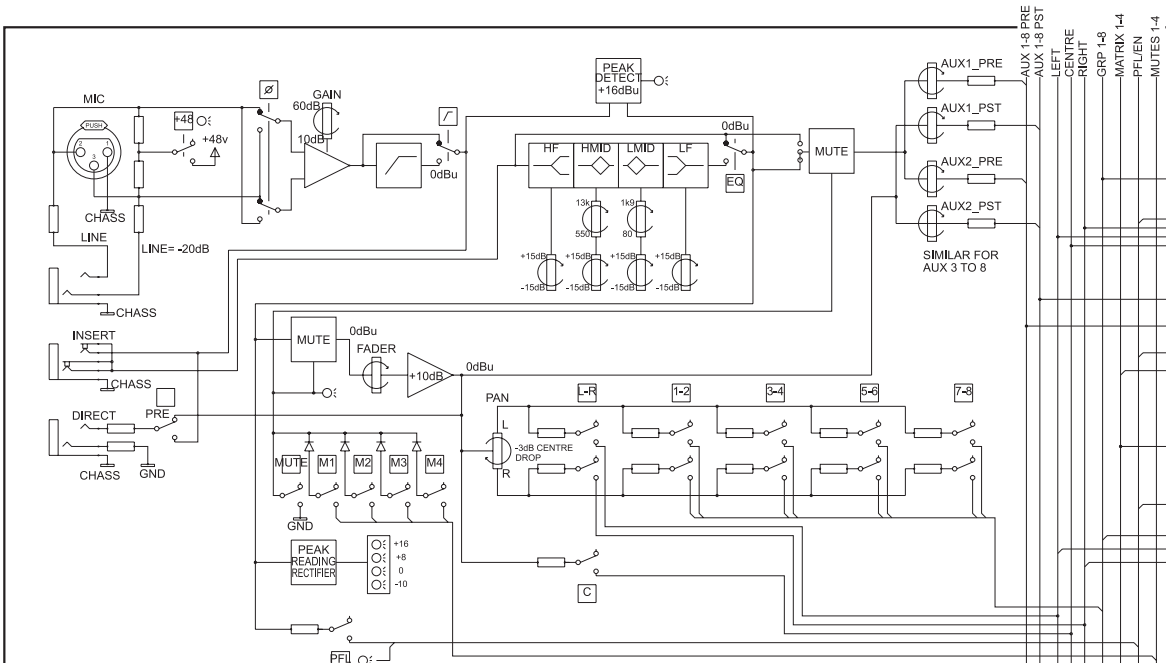 AUX 1-8 PRE
AUX 1-8 PST
LEFT
CENTRE
RIGHT
GRP 1-8
MATRIX 1-4
PFL/EN
MUTES 1-4
MIC
PUSH
2
1
3
CHASS
+48
+48v
ø
GAIN
60dB
10dB
0dBu
PEAK
DETECT
+16dBu
HF
HMID
LMID
LF
0dBu
EQ
MUTE
13k
550
1k9
80
+15dB
-15dB
+15dB
-15dB
+15dB
-15dB
+15dB
-15dB
AUX1_PRE
AUX1_PST
AUX2_PRE
AUX2_PST
SIMILAR FOR
AUX 3 TO 8
LINE
LINE= -20dB
CHASS
INSERT
CHASS
DIRECT
PRE
CHASS
GND
MUTE
0dBu
FADER
+10dB
0dBu
MUTE
M1
M2
M3
M4
GND
PEAK
READING
RECTIFIER
+16
+8
0
-10
PAN
L
R
-3dB CENTRE
DROP
L-R
1-2
3-4
5-6
7-8
C
PFL